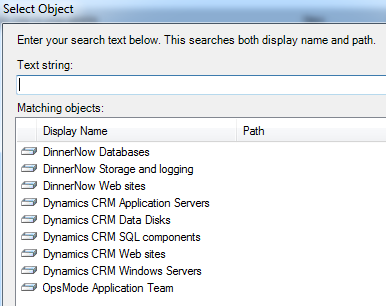 Select Object
Enter your search text below. This searches both display name and path.
Text string:
Matching objects:
Display Name Path
DinnerNow Databases
DinnerNow Storage and logging
DinnerNow Web sites
Dynamics CRM Application Servers
Dynamics CRM Data Disks
Dynamics CRM SQL components
Dynamics CRM Web sites
Dynamics CRM Windows Servers
OpsMode Application Team